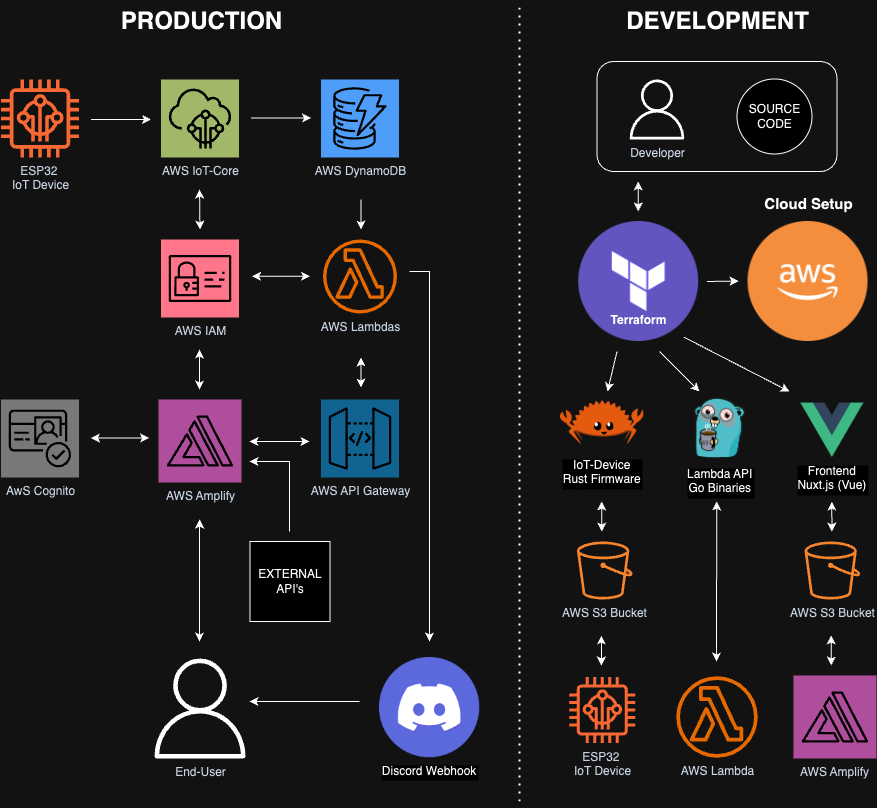 PRODUCTION
DEVELOPMENT
ESP32
IoT Device
AWS IoT-Core
AWS DynamoDB
AWS IAM
AWS Lambdas
AwS Cognito
AWS Amplify
</>
AWS API Gateway
EXTERNAL
API's
End-User
Discord Webhook
Developer
SOURCE
CODE
Cloud Setup
Terraform
aws
IoT-Device
Rust Firmware
Lambda API
Go Binaries
Frontend
Nuxt.js (Vue)
AWS S3 Bucket
AWS S3 Bucket
ESP32
IoT Device
AWS Lambda
AWS Amplify